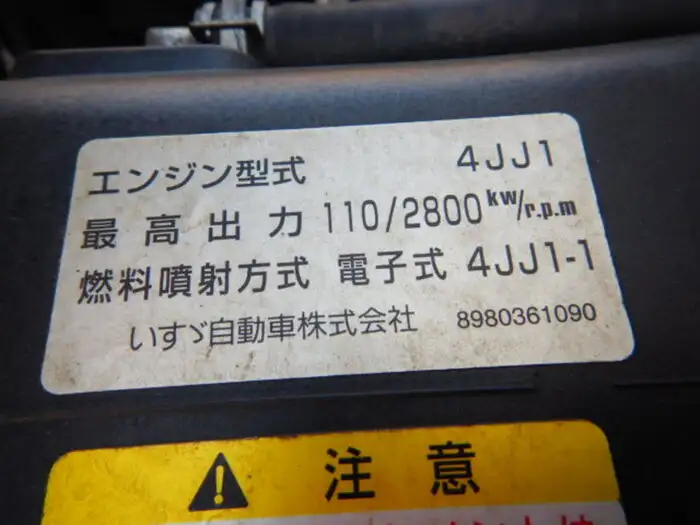 エンジン型式 4JJ1
最高出力 110/2800 kw/r.p.m
燃料噴射方式 電子式 4JJ1-1
いすゞ自動車株式会社 8980361090
注意